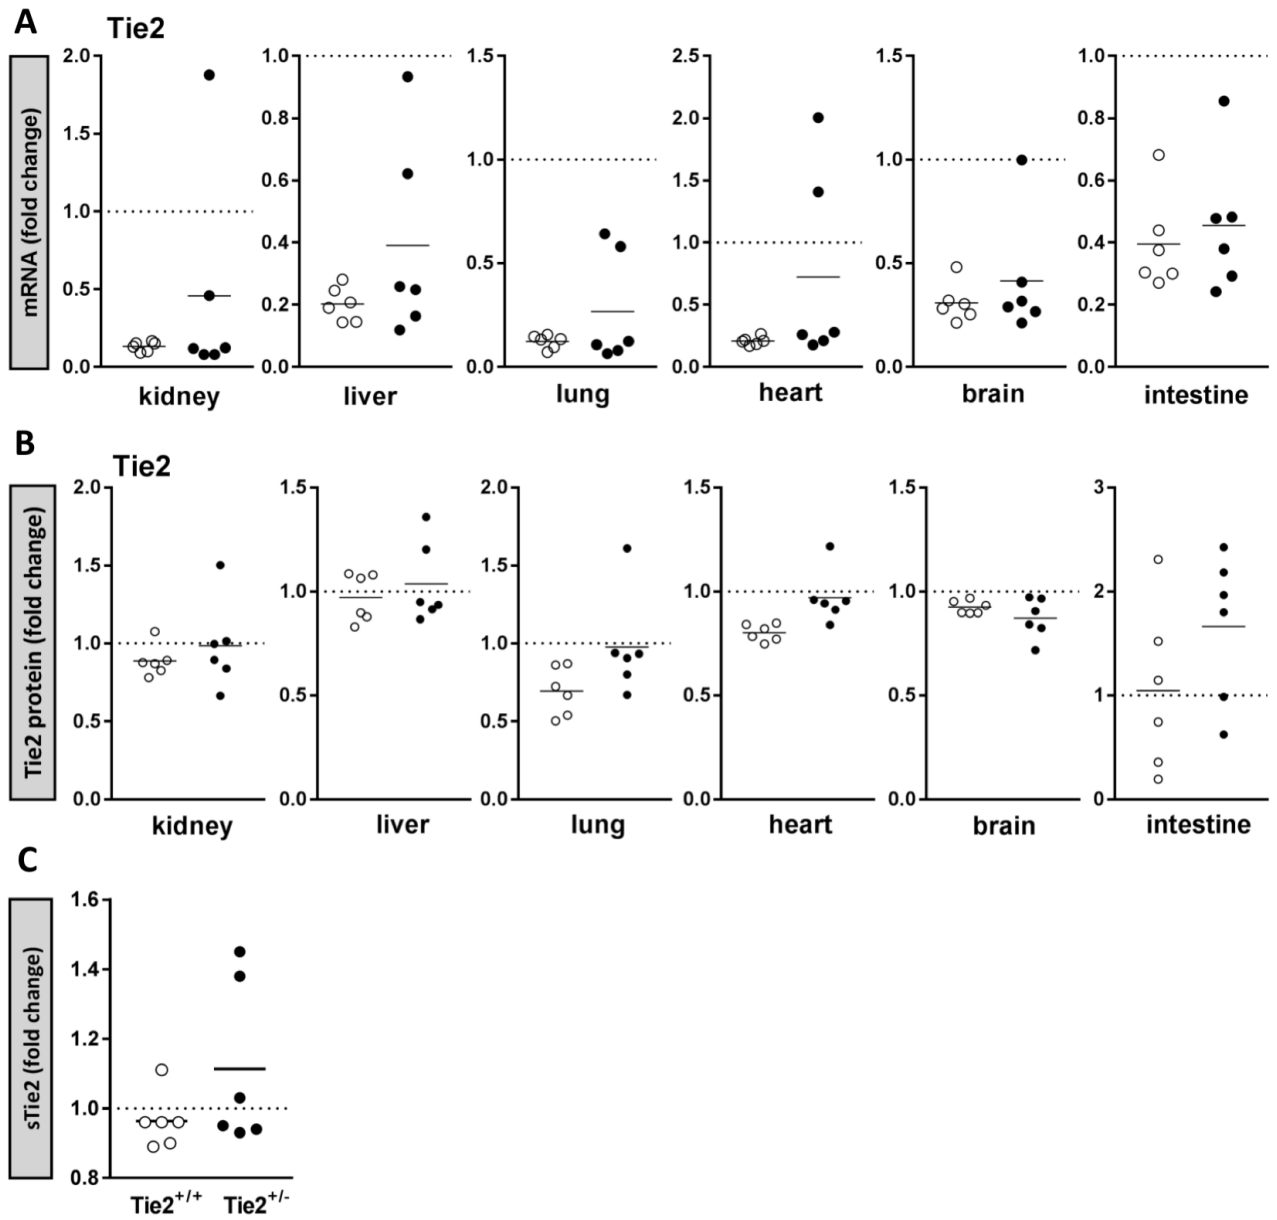 A
Tie2
mRNA (fold change)
2.0 1.0 1.5 2.5 1.5 1.0
1.5 0.8 1.0 2.0 1.0 0.8
1.0 0.6 0.5 1.5 0.5 0.6
0.5 0.4 0.0 1.0 0.0 0.4
0.0 0.2 0.5 0.2
0.0 0.0 0.0
kidney liver lung heart brain intestine
B
Tie2
Tie2 protein (fold change)
2.0 1.5 2.0 1.5 1.5 3
1.5 1.0 1.5 1.0 1.0 2
1.0 0.5 1.0 0.5 0.5 1
0.5 0.0 0.5 0.0 0.0 0
0.0 0.0
kidney liver lung heart brain intestine
C
sTie2 (fold change)
1.6
1.4
1.2
1.0
0.8
Tie2+/+ Tie2+/-